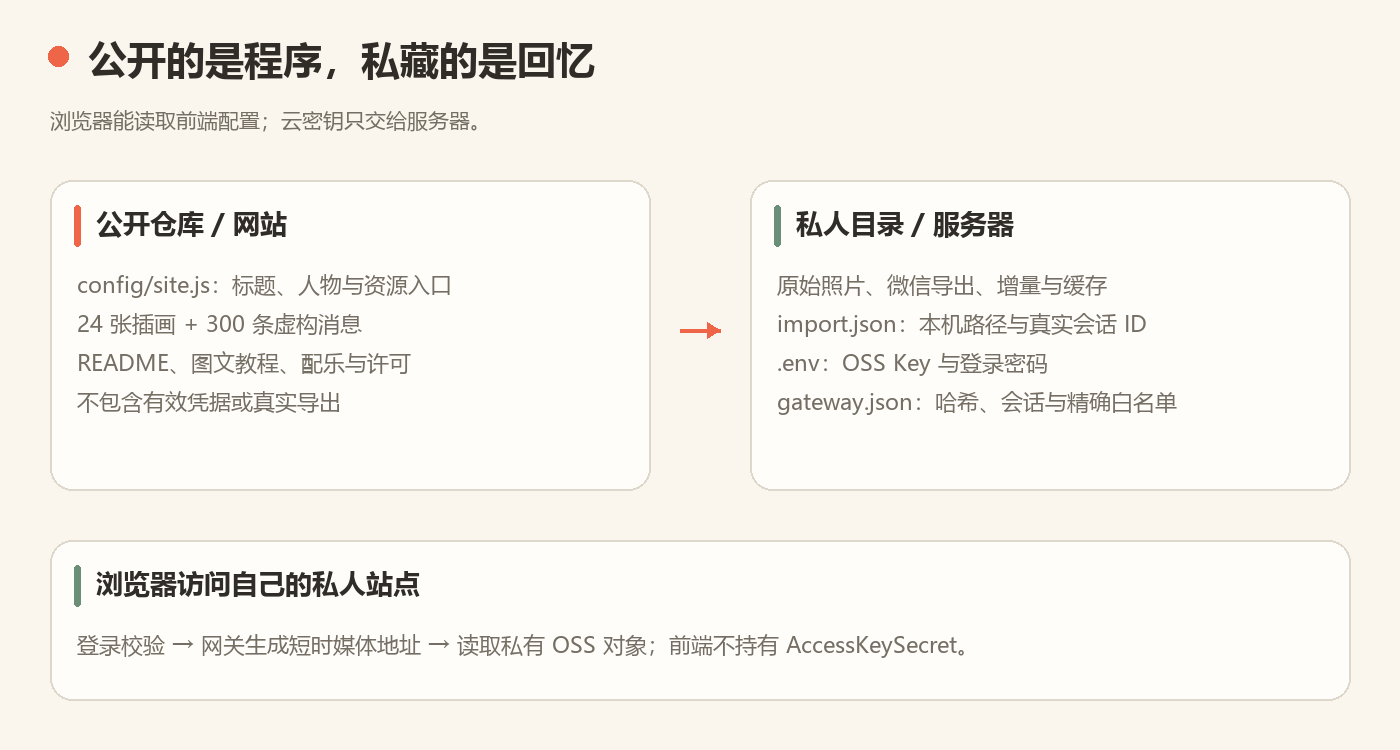 公开的是程序，私藏的是回忆
浏览器能读取前端配置；云密钥只交给服务器。
公开仓库 / 网站
config/site.js：标题、人物与资源入口
24 张插画 + 300 条虚构消息
README、图文教程、配乐与许可
不包含有效凭据或真实导出
私人目录 / 服务器
原始照片、微信导出、增量与缓存
import.json：本机路径与真实会话 ID
.env：OSS Key 与登录密码
gateway.json：哈希、会话与精确白名单
浏览器访问自己的私人站点
登录校验 → 网关生成短时媒体地址 → 读取私有 OSS 对象；前端不持有 AccessKeySecret。